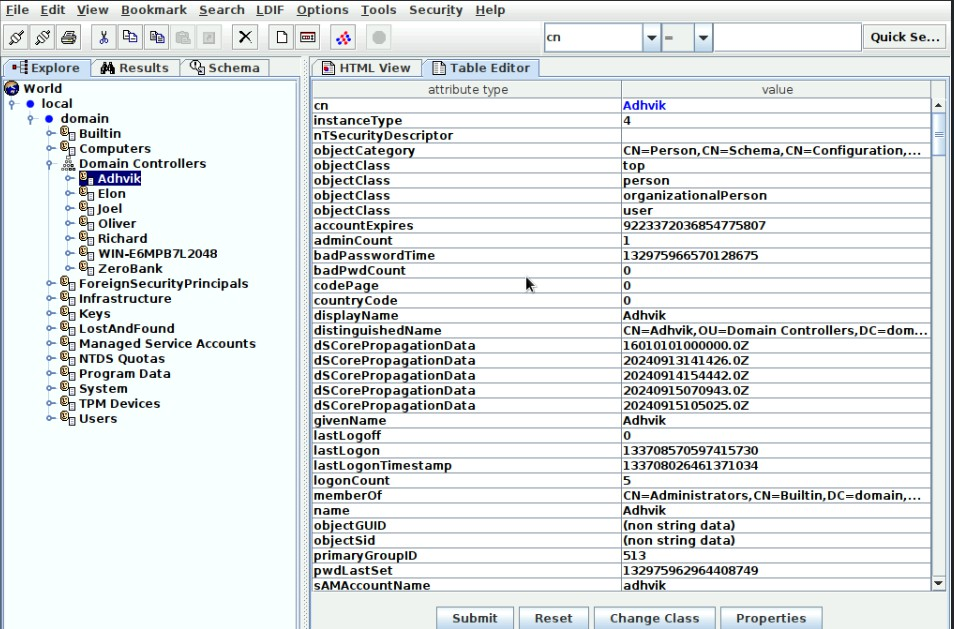 File Edit View Bookmark Search LDIF Options Tools Security Help
cn = Quick Se...
Explore Results Schema
HTML View Table Editor
World
local
domain
Builtin
Computers
Domain Controllers
Adhvik
Elon
Joel
Oliver
Richard
WIN-E6MPB7L2048
ZeroBank
ForeignSecurityPrincipals
Infrastructure
Keys
LostAndFound
Managed Service Accounts
NTDS Quotas
Program Data
System
TPM Devices
Users
attribute type value
cn Adhvik
instanceType 4
nTSecurityDescriptor
objectCategory CN=Person,CN=Schema,CN=Configuration,...
objectClass top
objectClass person
objectClass organizationalPerson
objectClass user
accountExpires 9223372036854775807
adminCount 1
badPasswordTime 132975966570128675
badPwdCount 0
codePage 0
countryCode 0
displayName Adhvik
distinguishedName CN=Adhvik,OU=Domain Controllers,DC=dom...
dSCorePropagationData 16010101000000.0Z
dSCorePropagationData 20240913141426.0Z
dSCorePropagationData 20240914154442.0Z
dSCorePropagationData 20240915070943.0Z
dSCorePropagationData 20240915105025.0Z
givenName Adhvik
lastLogoff 0
lastLogon 133708570597415730
lastLogonTimestamp 133708026461371034
logonCount 5
memberOf CN=Administrators,CN=Builtin,DC=domain,...
name Adhvik
objectGUID (non string data)
objectSid (non string data)
primaryGroupID 513
pwdLastSet 132975962964408749
sAMAccountName adhvik
Submit Reset Change Class Properties